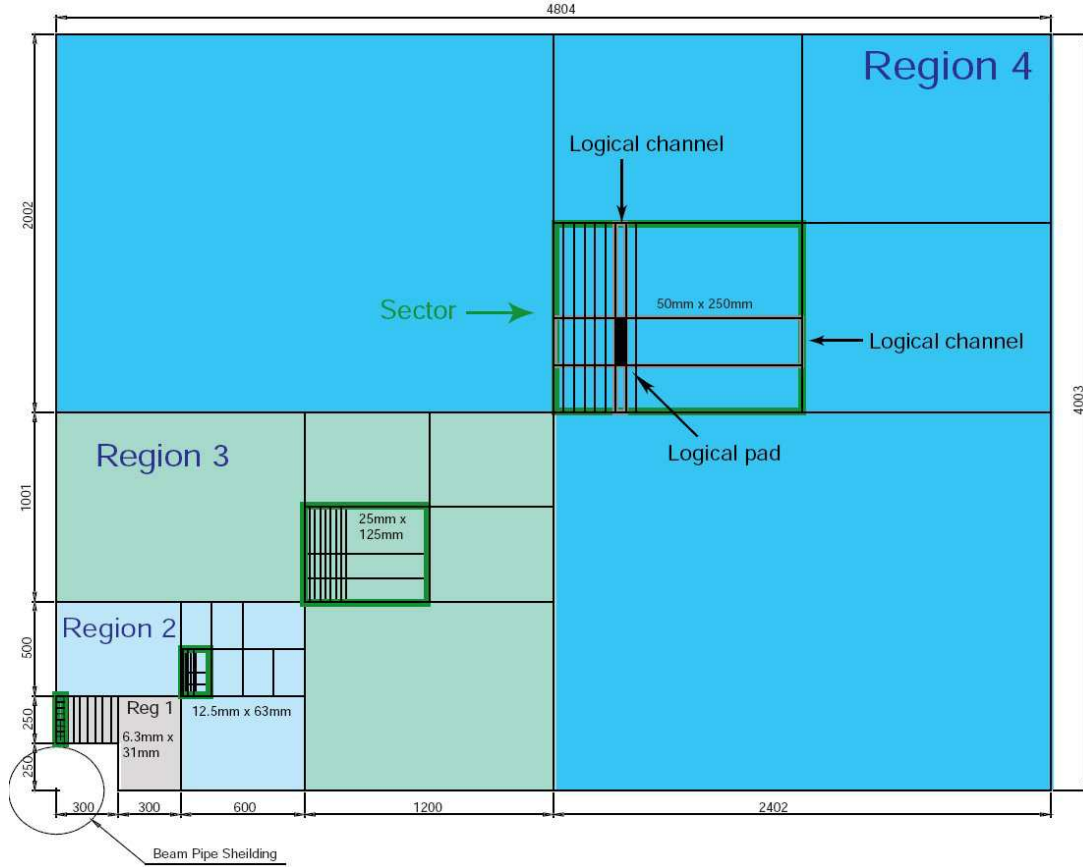 4804
Region 4
Logical channel
2002
Sector
50mm x 250mm
Logical channel
4003
Logical pad
Region 3
1001
25mm x
125mm
Region 2
500
Reg 1
12.5mm x 63mm
250
6.3mm x
31mm
250
300
300
600
1200
2402
Beam Pipe Sheilding